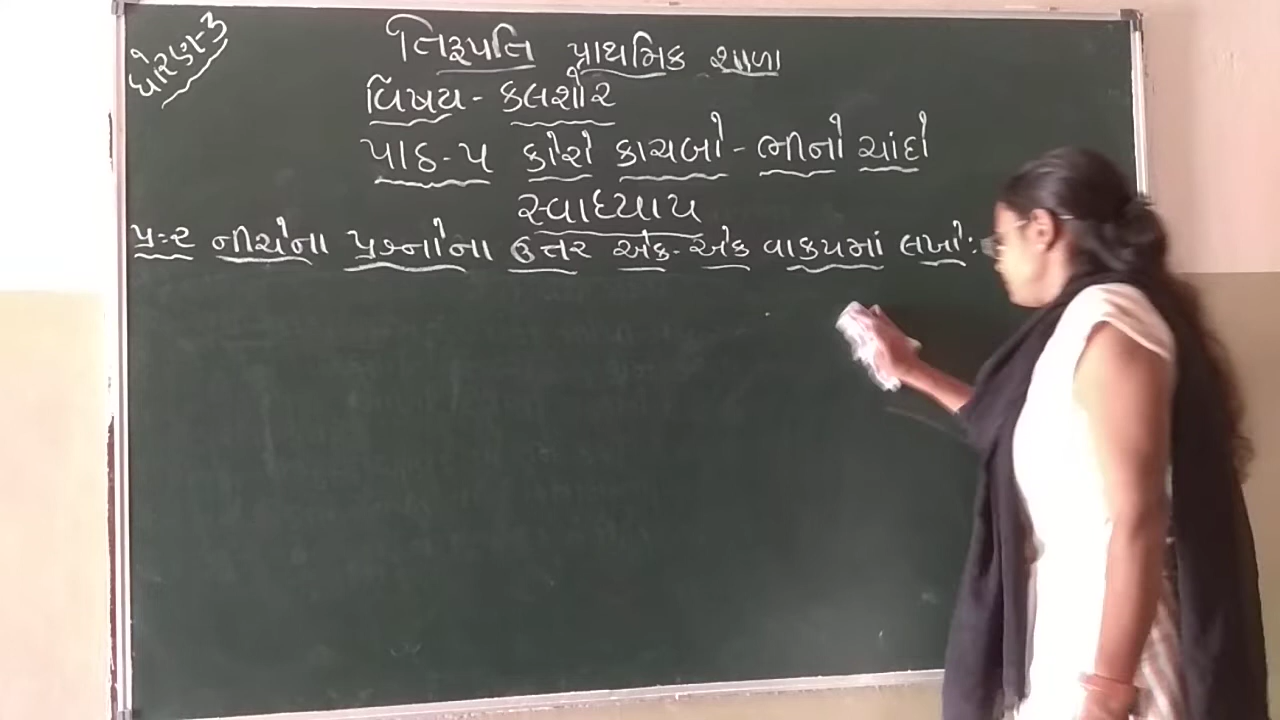 ધોરણ-૩
તિરૂપતિ પ્રાથમિક શાળા
વિષય - કલશોર
પાઠ-૫ કોરો કાચબો - ભીનો ચાંદો
સ્વાધ્યાય
પ્ર:૨ નીચેના પ્રશ્નોના ઉત્તર એક-એક વાક્યમાં લખો: